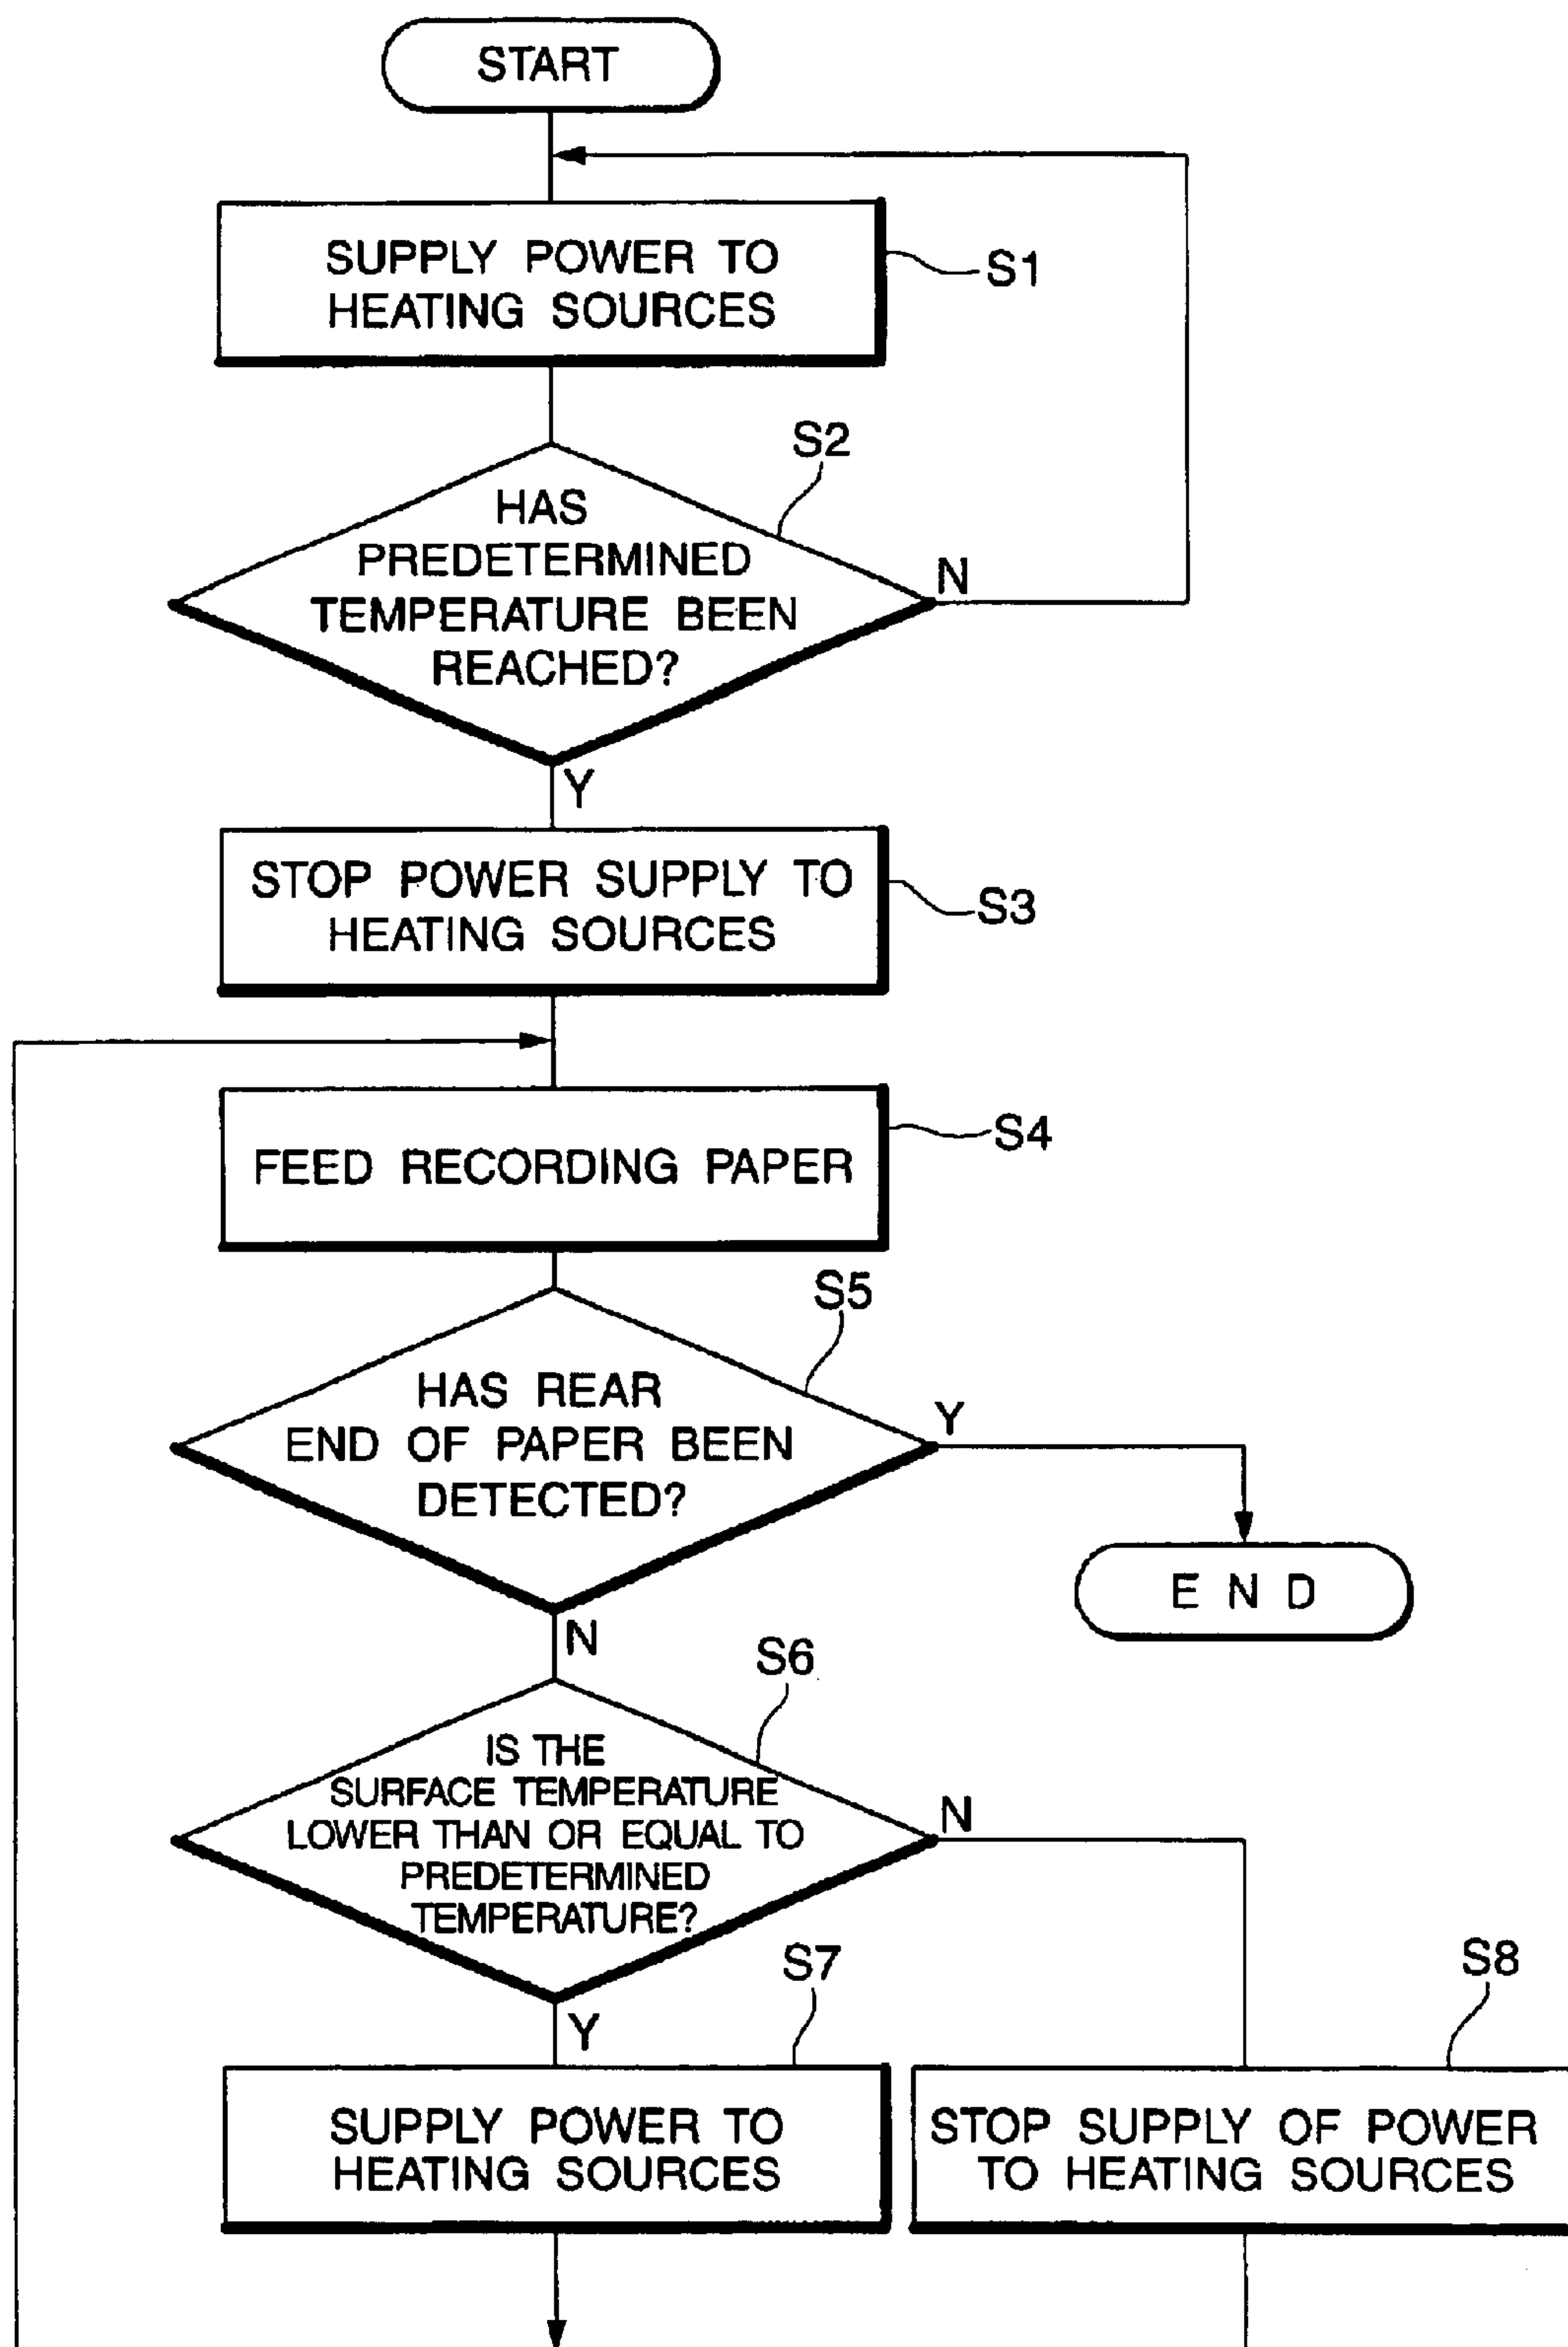 START
SUPPLY POWER TO
HEATING SOURCES
S1
S2
HAS
PREDETERMINED
TEMPERATURE BEEN
REACHED?
N
Y
STOP POWER SUPPLY TO
HEATING SOURCES
S3
FEED RECORDING PAPER
S4
S5
HAS REAR
END OF PAPER BEEN
DETECTED?
Y
E N D
N
S6
IS THE
SURFACE TEMPERATURE
LOWER THAN OR EQUAL TO
PREDETERMINED
TEMPERATURE?
N
Y
S7
SUPPLY POWER TO
HEATING SOURCES
S8
STOP SUPPLY OF POWER
TO HEATING SOURCES